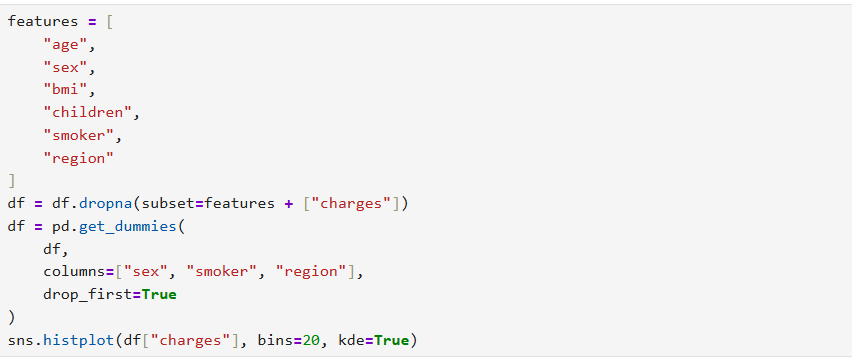 features = [
    "age",
    "sex",
    "bmi",
    "children",
    "smoker",
    "region"
]
df = df.dropna(subset=features + ["charges"])
df = pd.get_dummies(
    df,
    columns=["sex", "smoker", "region"],
    drop_first=True
)
sns.histplot(df["charges"], bins=20, kde=True)